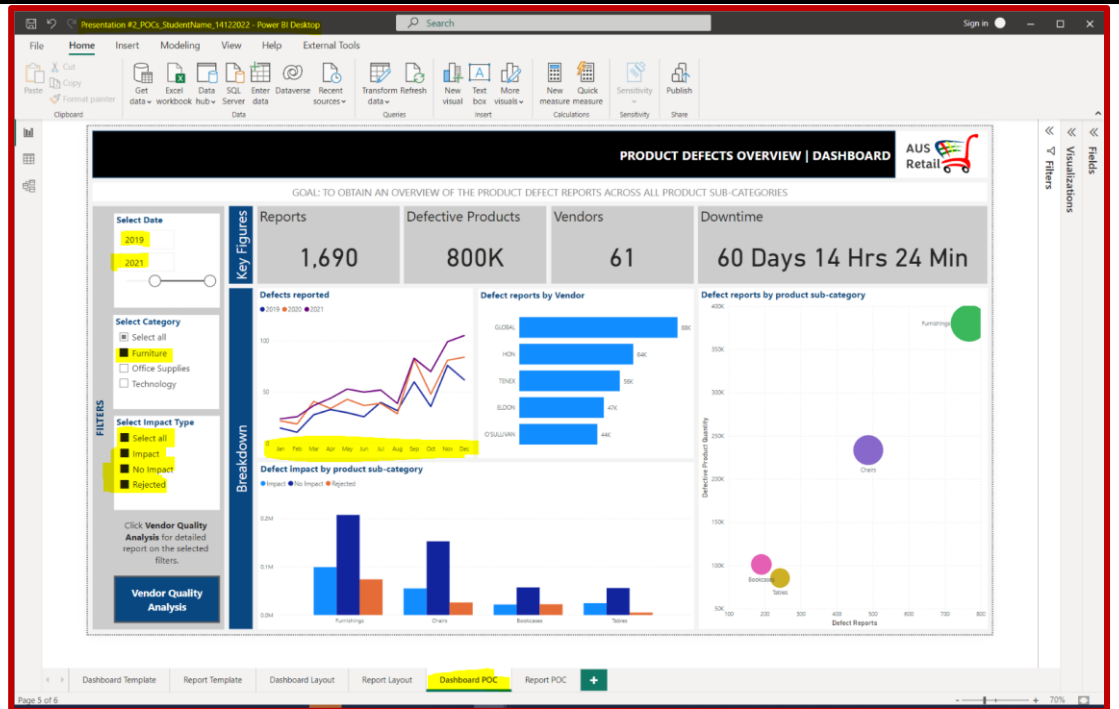 Presentation #2_POCs_StudentName_14122022 - Power BI Desktop
Search
Sign in
File Home Insert Modeling View Help External Tools
Paste
Cut
Copy
Format painter
Clipboard
Get data
Excel workbook
Data hub
SQL Server
Enter data
Dataverse
Recent sources
Data
Transform data
Refresh
Queries
New visual
Text box
More visuals
Insert
New measure
Quick measure
Calculations
Sensitivity
Sensitivity
Publish
Share
PRODUCT DEFECTS OVERVIEW | DASHBOARD
AUS
Retail
GOAL: TO OBTAIN AN OVERVIEW OF THE PRODUCT DEFECT REPORTS ACROSS ALL PRODUCT SUB-CATEGORIES
FILTERS
Select Date
2019
2021
Select Category
Select all
Furniture
Office Supplies
Technology
Select Impact Type
Select all
Impact
No Impact
Rejected
Click Vendor Quality
Analysis for detailed
report on the selected
filters.
Vendor Quality
Analysis
Key Figures
Reports
1,690
Defective Products
800K
Vendors
61
Downtime
60 Days 14 Hrs 24 Min
Breakdown
Defects reported
2019 2020 2021
100
50
0
Jan Feb Mar Apr May Jun Jul Aug Sep Oct Nov Dec
Defect reports by Vendor
GLOBAL 88K
HON 64K
TENEX 56K
ELDON 47K
O'SULLIVAN 44K
Defect impact by product sub-category
Impact No Impact Rejected
0.2M
0.1M
0.0M
Furnishings Chairs Bookcases Tables
Defect reports by product sub-category
Defective Product Quantity
400K
350K
300K
250K
200K
150K
100K
50K
Furnishings
Chairs
Bookcases
Tables
100 200 300 400 500 600 700 800
Defect Reports
Filters
Visualizations
Fields
Dashboard Template Report Template Dashboard Layout Report Layout Dashboard POC Report POC +
Page 5 of 6
- + 70%